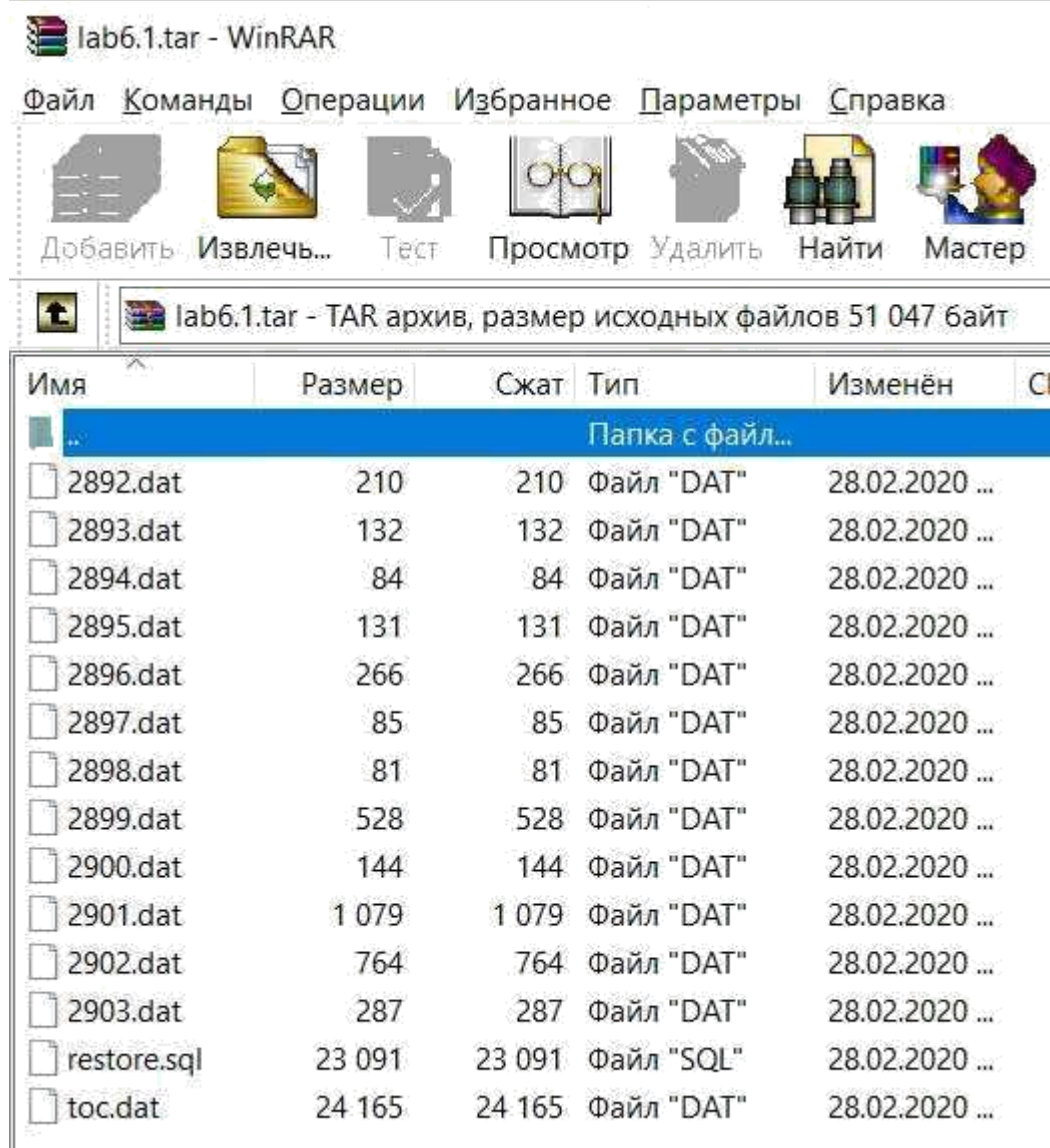 lab6.1.tar - WinRAR
Файл Команды Операции Избранное Параметры Справка
Добавить Извлечь... Тест Просмотр Удалить Найти Мастер
lab6.1.tar - TAR архив, размер исходных файлов 51 047 байт
Имя Размер Сжат Тип Изменён
.. Папка с файл...
2892.dat 210 210 Файл "DAT" 28.02.2020 ...
2893.dat 132 132 Файл "DAT" 28.02.2020 ...
2894.dat 84 84 Файл "DAT" 28.02.2020 ...
2895.dat 131 131 Файл "DAT" 28.02.2020 ...
2896.dat 266 266 Файл "DAT" 28.02.2020 ...
2897.dat 85 85 Файл "DAT" 28.02.2020 ...
2898.dat 81 81 Файл "DAT" 28.02.2020 ...
2899.dat 528 528 Файл "DAT" 28.02.2020 ...
2900.dat 144 144 Файл "DAT" 28.02.2020 ...
2901.dat 1 079 1 079 Файл "DAT" 28.02.2020 ...
2902.dat 764 764 Файл "DAT" 28.02.2020 ...
2903.dat 287 287 Файл "DAT" 28.02.2020 ...
restore.sql 23 091 23 091 Файл "SQL" 28.02.2020 ...
toc.dat 24 165 24 165 Файл "DAT" 28.02.2020 ...